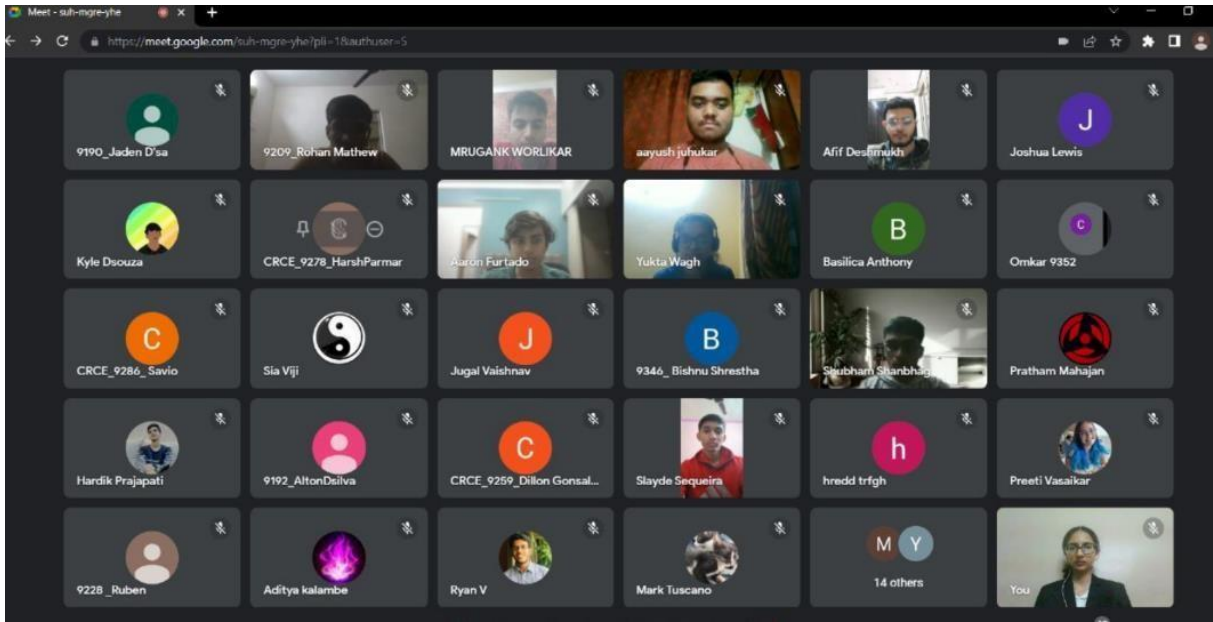 Meet - suh-mgre-yhe
https://meet.google.com/suh-mgre-yhe?pli=1&authuser=5
9190_Jaden D'sa
9209_Rohan Mathew
MRUGANK WORLIKAR
aayush juhukar
Afif Deshmukh
J
Joshua Lewis
Kyle Dsouza
CRCE_9278_HarshParmar
Aaron Furtado
Yukta Wagh
B
Basilica Anthony
C
Omkar 9352
C
CRCE_9286_Savio
Sia Viji
J
Jugal Vaishnav
B
9346_ Bishnu Shrestha
Shubham Shanbhag
Pratham Mahajan
Hardik Prajapati
9192_AltonDsilva
C
CRCE_9259_Dillon Gonsal...
Slayde Sequeira
h
hredd trfgh
Preeti Vasaikar
9228 _Ruben
Aditya kalambe
Ryan V
Mark Tuscano
M Y
14 others
You